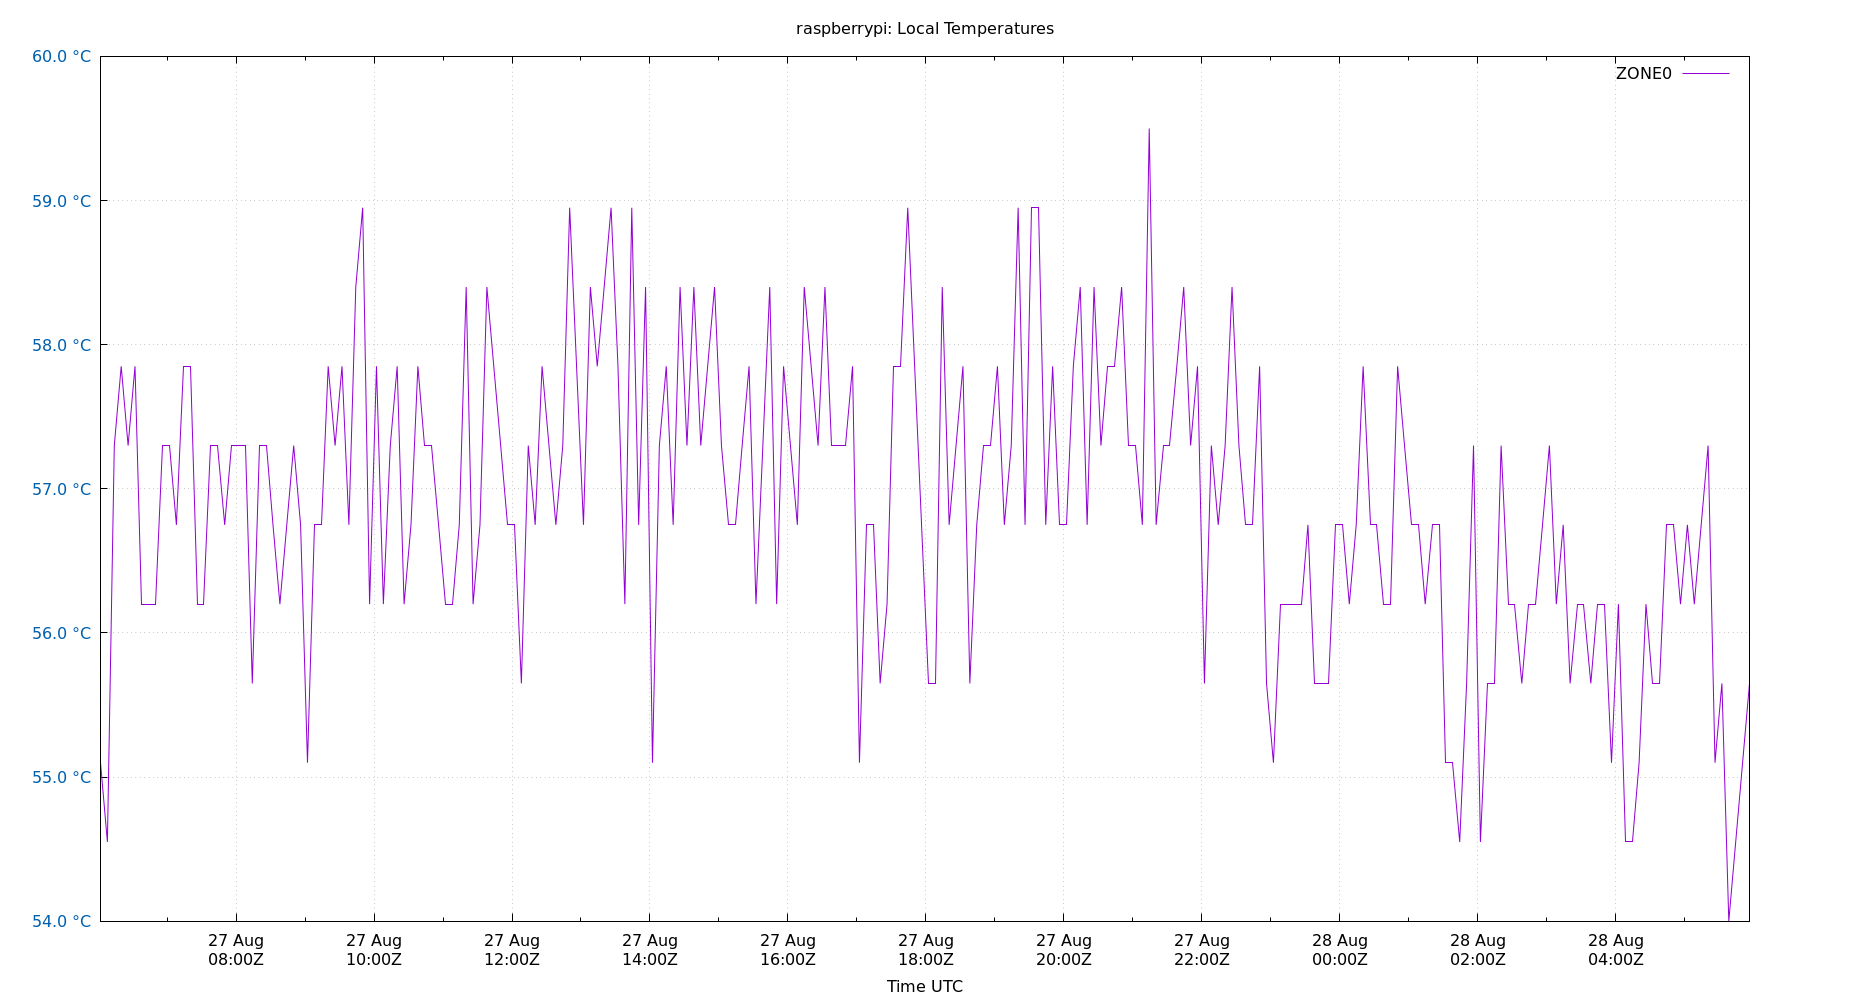 raspberrypi: Local Temperatures
60.0 °C
ZONE0
59.0 °C
58.0 °C
57.0 °C
56.0 °C
55.0 °C
54.0 °C
27 Aug 27 Aug 27 Aug 27 Aug 27 Aug 27 Aug 27 Aug 27 Aug 28 Aug 28 Aug 28 Aug
08:00Z 10:00Z 12:00Z 14:00Z 16:00Z 18:00Z 20:00Z 22:00Z 00:00Z 02:00Z 04:00Z
Time UTC